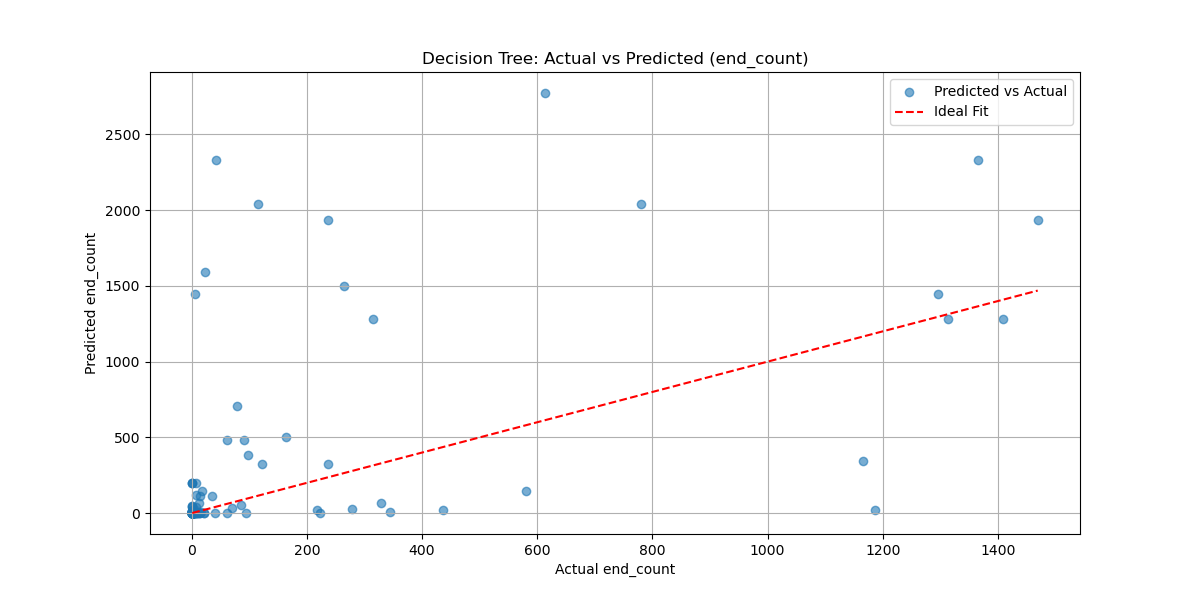 Decision Tree: Actual vs Predicted (end_count)
Predicted vs Actual
Ideal Fit
Predicted end_count
2500
2000
1500
1000
500
0
0 200 400 600 800 1000 1200 1400
Actual end_count